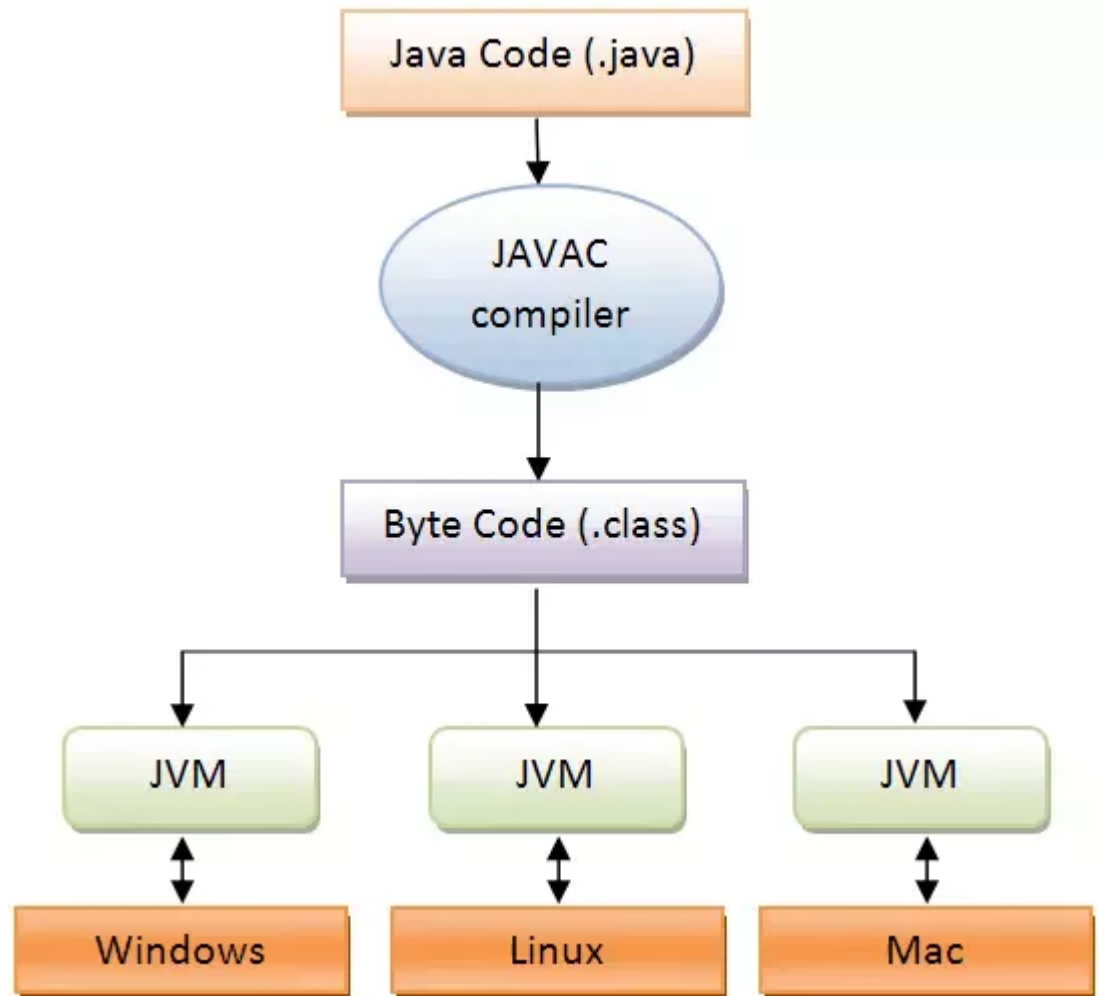 Java Code (.java)
JAVAC
compiler
Byte Code (.class)
JVM
JVM
JVM
Windows
Linux
Mac